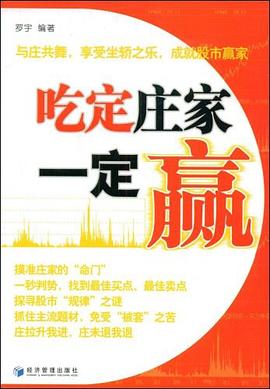 罗宇 编著
与庄共舞，享受坐轿之乐，成就股市赢家
吃定庄家
一定赢
摸准庄家的“命门”
一秒判势，找到最佳买点、最佳卖点
探寻股市“规律”之谜
抓住主流题材，免受“被套”之苦
庄拉升我进，庄未退我退
经济管理出版社